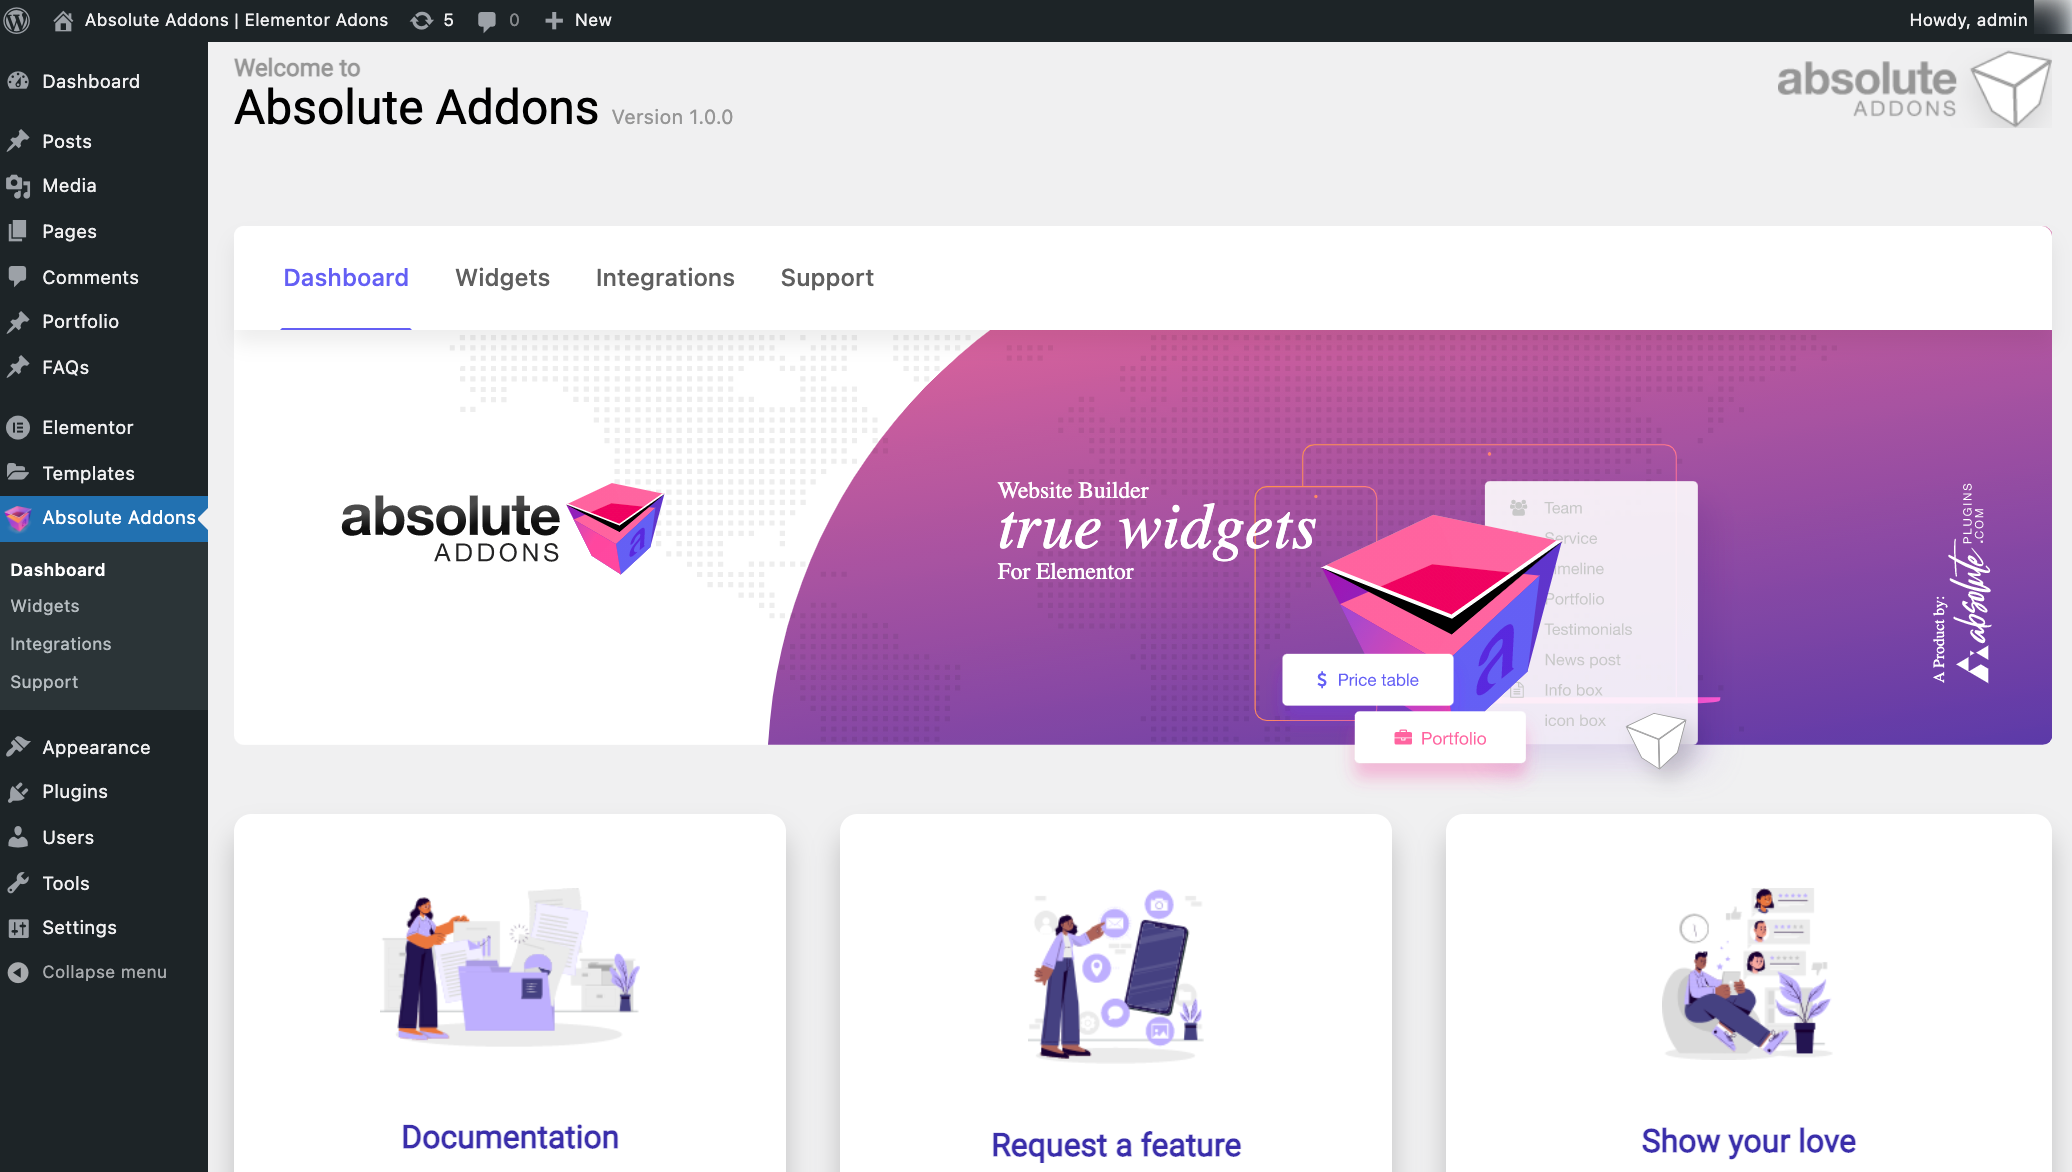 Absolute Addons | Elementor Adons
5
0
New
Howdy, admin
Dashboard
Posts
Media
Pages
Comments
Portfolio
FAQs
Elementor
Templates
Absolute Addons
Dashboard
Widgets
Integrations
Support
Appearance
Plugins
Users
Tools
Settings
Collapse menu
Welcome to
Absolute Addons Version 1.0.0
absolute
ADDONS
Dashboard
Widgets
Integrations
Support
absolute
ADDONS
a
Website Builder
true widgets
For Elementor
Team
Service
Timeline
Portfolio
Testimonials
News post
Info box
icon box
a
$ Price table
Portfolio
A Product by:
absolute
PLUGINS
.COM
Documentation
Request a feature
Show your love